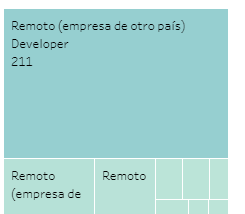 Remoto (empresa de otro país)
Developer
211
Remoto
(empresa de
Remoto